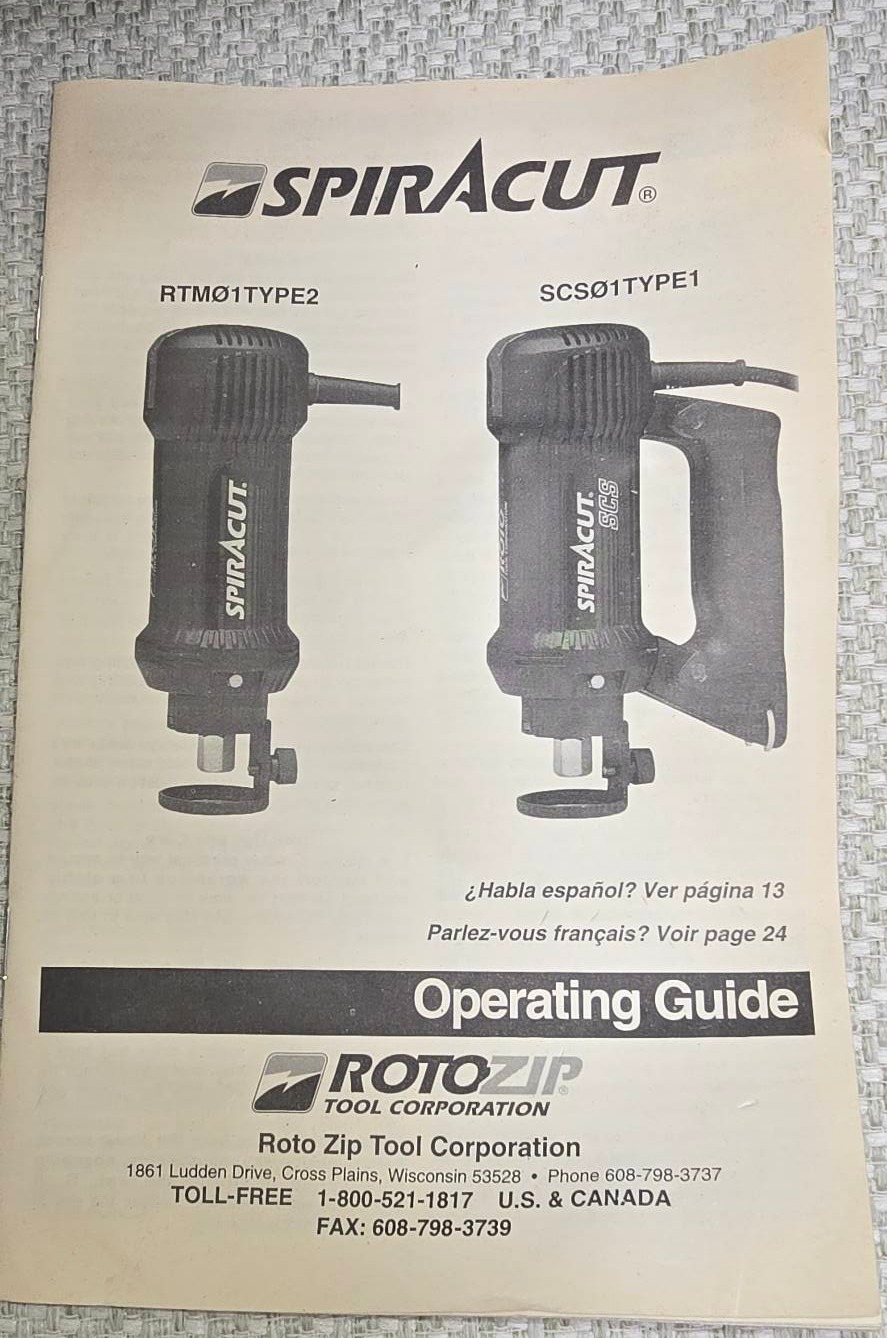 SPIRACUT®
RTMØ1TYPE2
SCSØ1TYPE1
SPIRACUT.
SPIRACUT.
SCS
¿Habla español? Ver página 13
Parlez-vous français? Voir page 24
Operating Guide
ROTOZIP®
TOOL CORPORATION
Roto Zip Tool Corporation
1861 Ludden Drive, Cross Plains, Wisconsin 53528 • Phone 608-798-3737
TOLL-FREE 1-800-521-1817 U.S. & CANADA
FAX: 608-798-3739